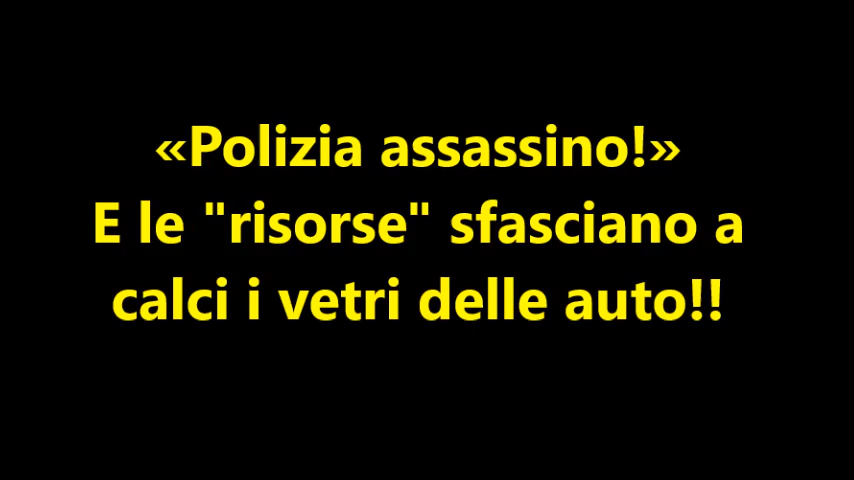 «Polizia assassino!»
E le "risorse" sfasciano a
calci i vetri delle auto!!